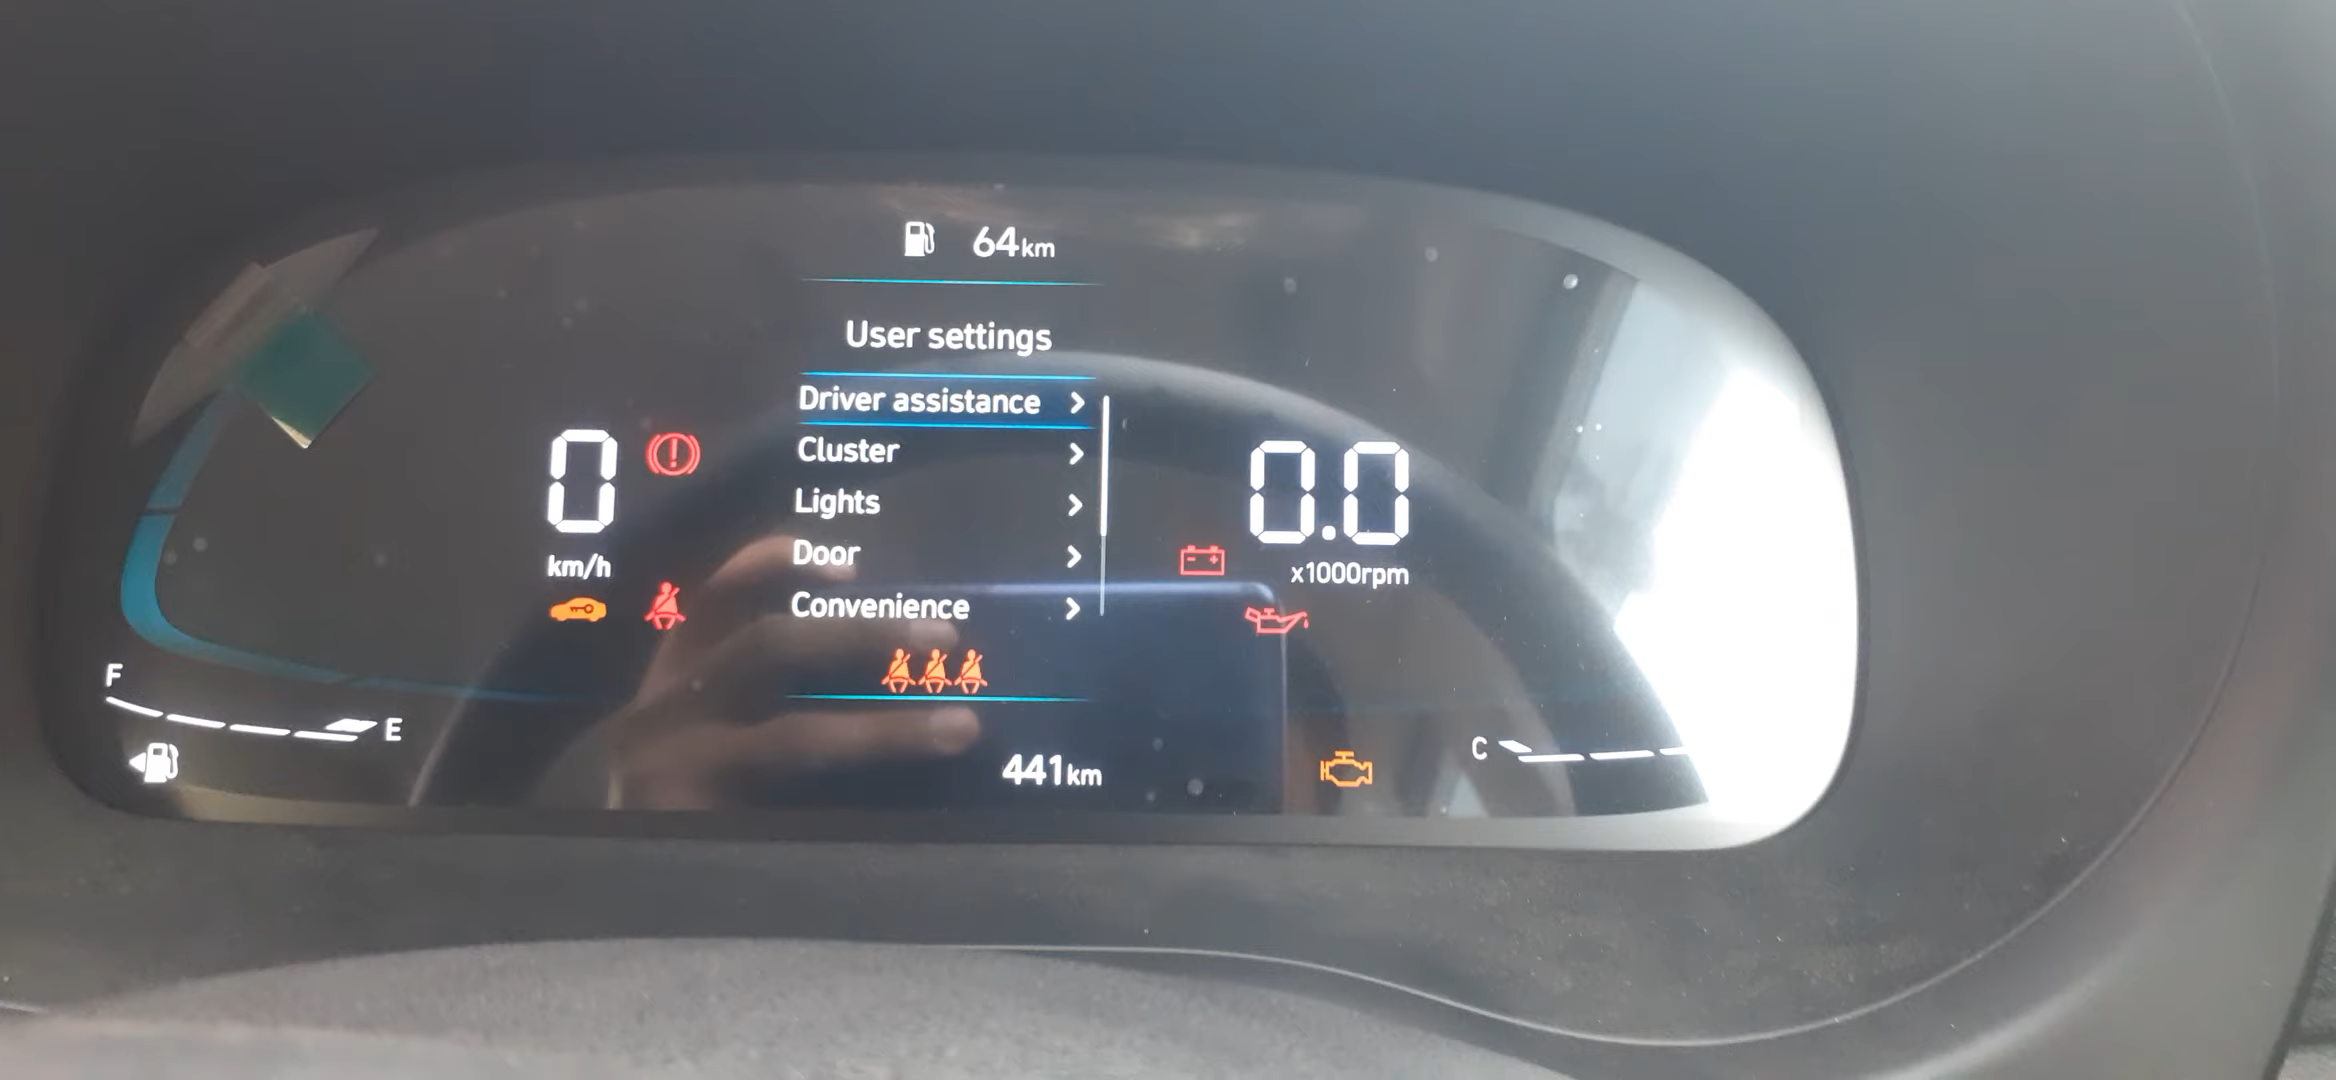 64km
User settings
Driver assistance
Cluster
Lights
Door
Convenience
0
km/h
0.0
x1000rpm
F
E
C
441km